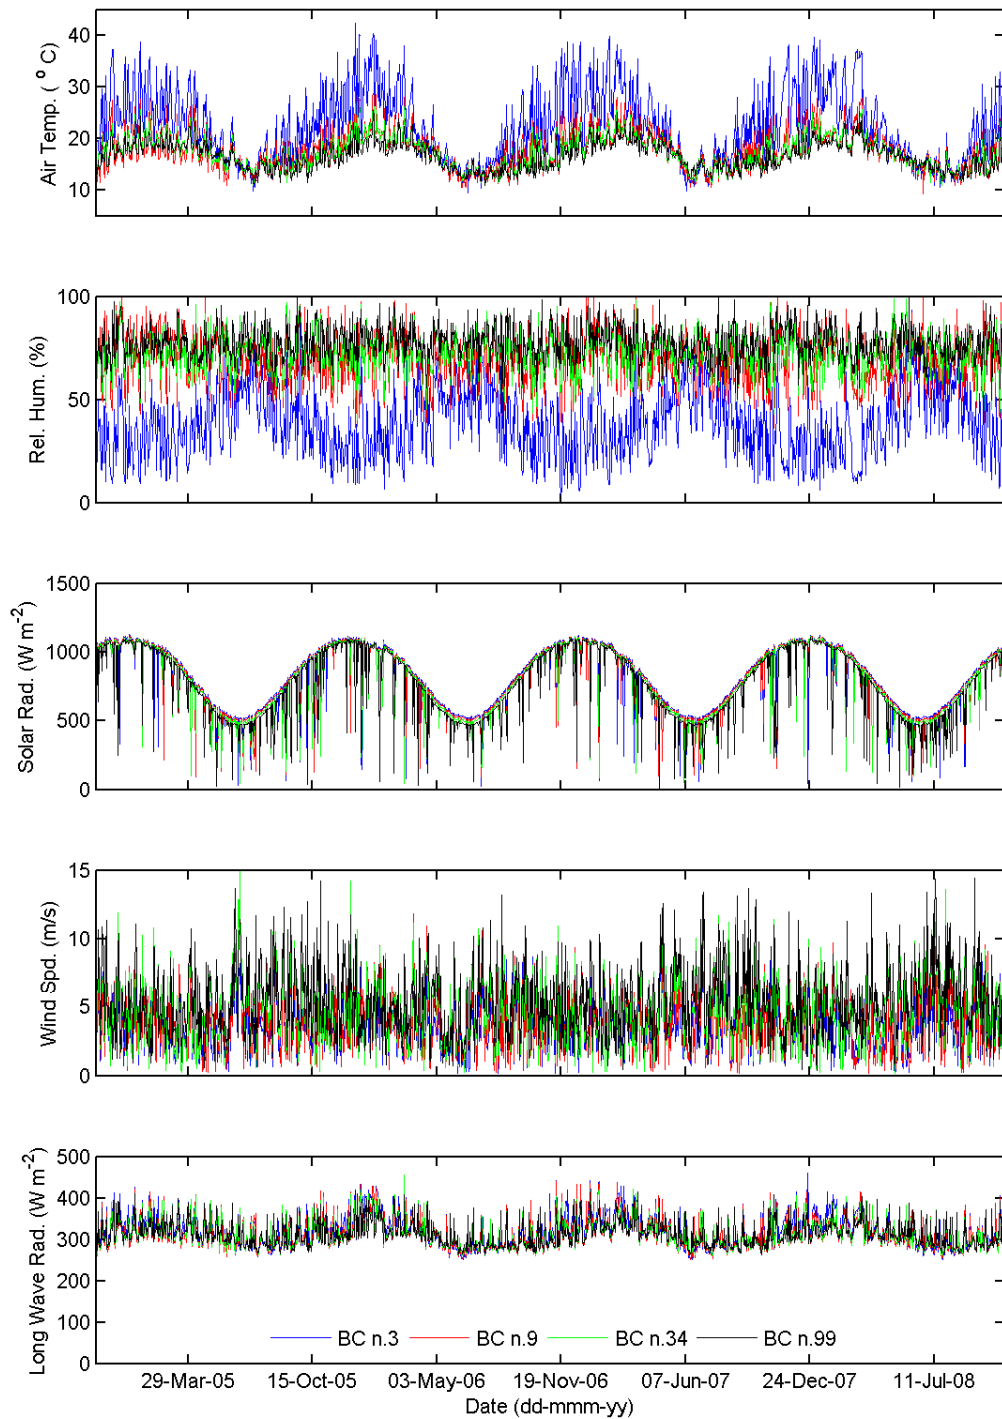 40
30
20
10
Air Temp. ( ° C)
100
50
0
Rel. Hum. (%)
1500
1000
500
0
Solar Rad. (W m-2)
15
10
5
0
Wind Spd. (m/s)
500
400
300
200
100
0
Long Wave Rad. (W m-2)
BC n.3 BC n.9 BC n.34 BC n.99
29-Mar-05 15-Oct-05 03-May-06 19-Nov-06 07-Jun-07 24-Dec-07 11-Jul-08
Date (dd-mmm-yy)